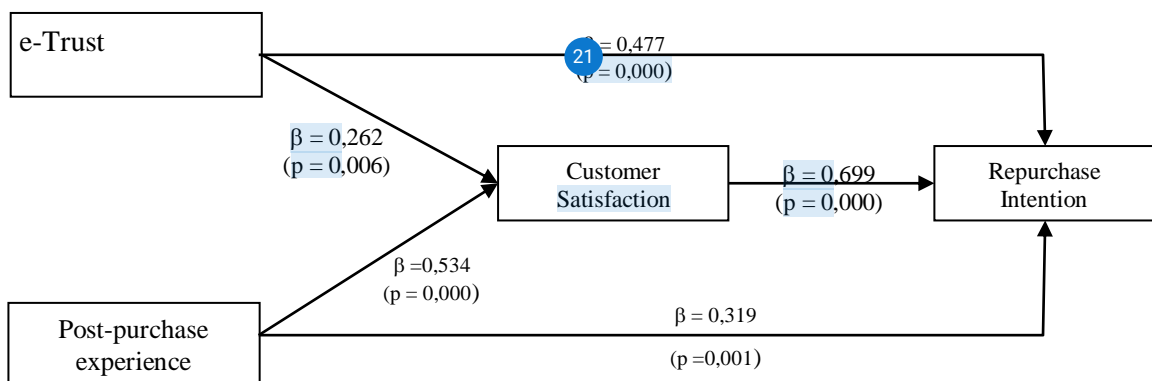 e-Trust
β = 0,477
21
(p = 0,000)
β = 0,262
(p = 0,006)
Customer
Satisfaction
β = 0,699
(p = 0,000)
Repurchase
Intention
β =0,534
(p = 0,000)
Post-purchase
experience
β = 0,319
(p =0,001)